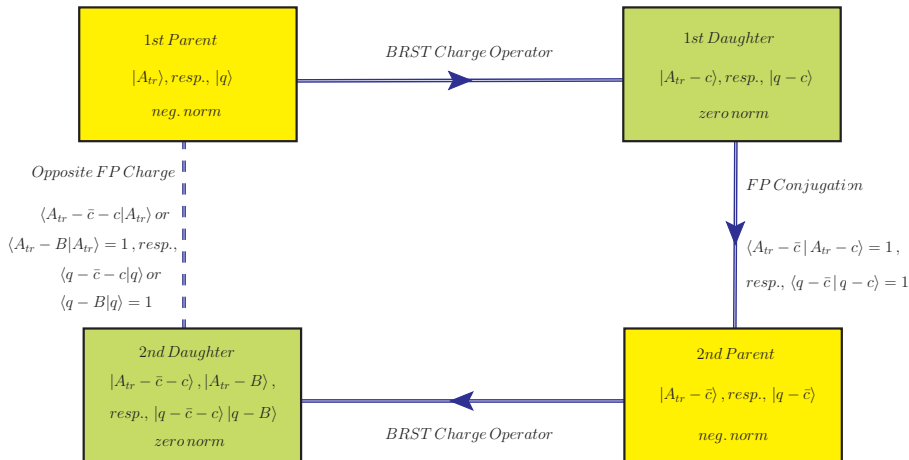 1st Parent
|A_{tr}⟩, resp., |q⟩
neg. norm
BRST Charge Operator
1st Daughter
|A_{tr} − c⟩, resp., |q − c⟩
zero norm
Opposite FP Charge
⟨A_{tr} − c̄ − c|A_{tr}⟩ or
⟨A_{tr} − B|A_{tr}⟩ = 1, resp.,
⟨q − c̄ − c|q⟩ or
⟨q − B|q⟩ = 1
FP Conjugation
⟨A_{tr} − c̄ | A_{tr} − c⟩ = 1,
resp., ⟨q − c̄ | q − c⟩ = 1
2nd Daughter
|A_{tr} − c̄ − c⟩, |A_{tr} − B⟩,
resp., |q − c̄ − c⟩ |q − B⟩
zero norm
BRST Charge Operator
2nd Parent
|A_{tr} − c̄⟩, resp., |q − c̄⟩
neg. norm